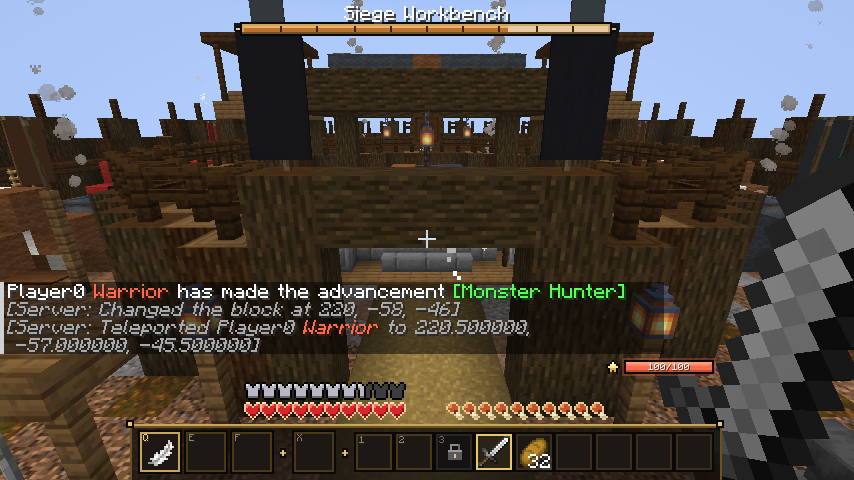 Siege Workbench
Player0 Warrior has made the advancement [Monster Hunter]
[Server: Changed the block at 220, -58, -46]
[Server: Teleported Player0 Warrior to 220.500000,
-57.000000, -45.500000]
100/100
Q E F X 1 2 3
32